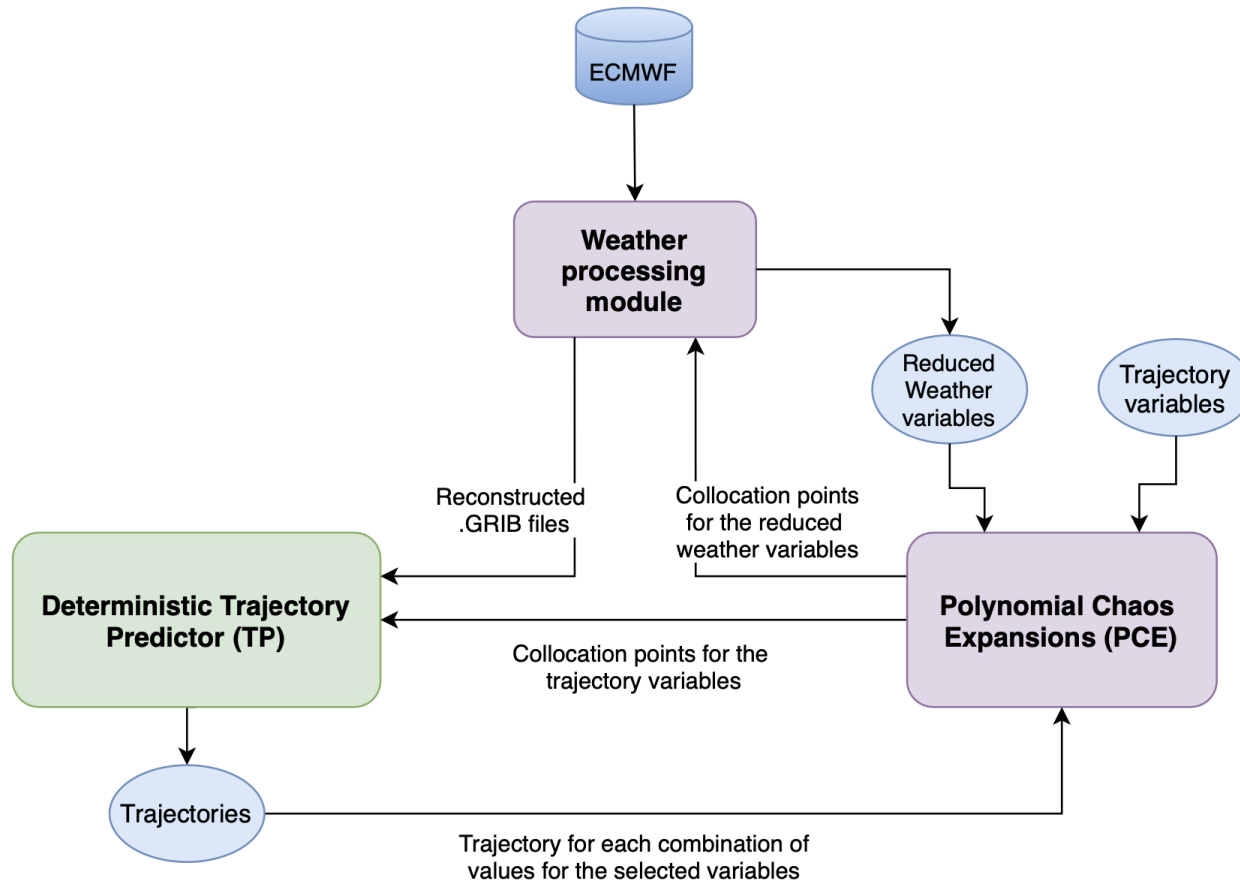 ECMWF
Weather
processing
module
Reduced
Weather
variables
Trajectory
variables
Reconstructed
.GRIB files
Collocation points
for the reduced
weather variables
Deterministic Trajectory
Predictor (TP)
Polynomial Chaos
Expansions (PCE)
Collocation points for the
trajectory variables
Trajectories
Trajectory for each combination of
values for the selected variables